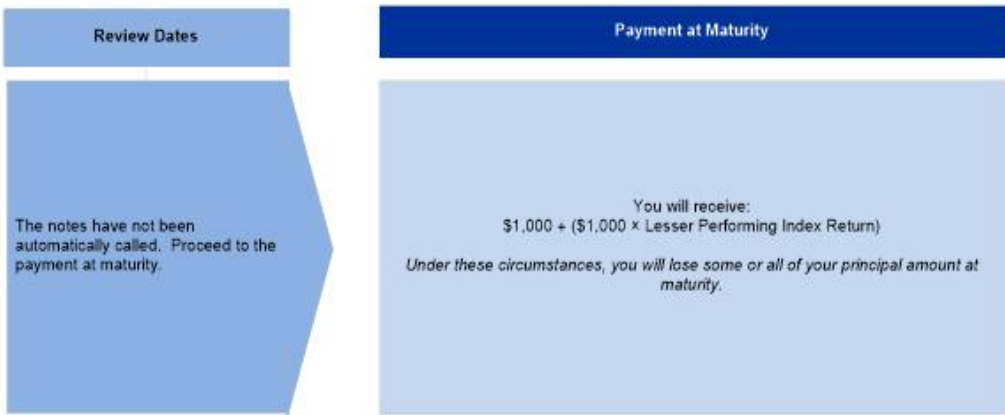 Review Dates
Payment at Maturity
The notes have not been
automatically called.  Proceed to the
payment at maturity.
You will receive:
$1,000 + ($1,000 × Lesser Performing Index Return)
Under these circumstances, you will lose some or all of your principal amount at
maturity.